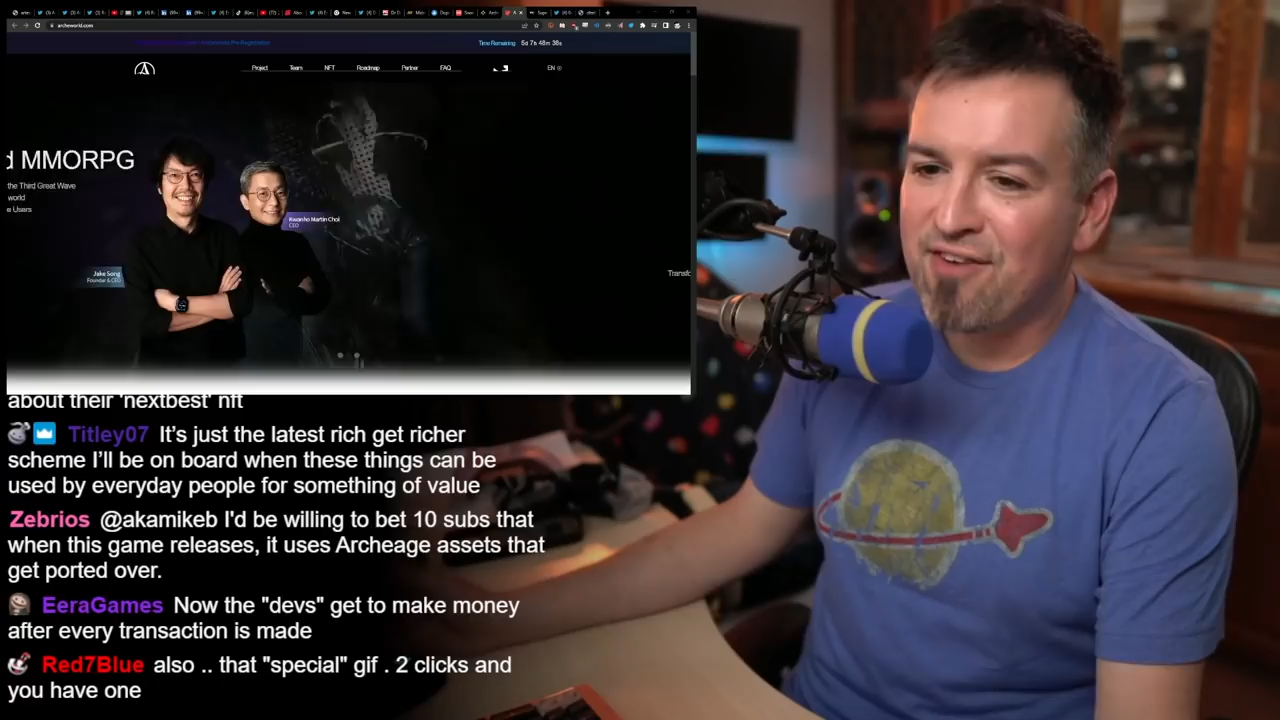 archeworld.com
Time Remaining 5d 7h 48m 38s
Project Team NFT Roadmap Partner FAQ EN
d MMORPG
the Third Great Wave
world
e Users
Kwanho Martin Choi
CEO
Jake Song
Founder & CEO
Transfo
about their 'nextbest' nft
Titley07 It's just the latest rich get richer
scheme I'll be on board when these things can be
used by everyday people for something of value
Zebrios @akamikeb I'd be willing to bet 10 subs that
when this game releases, it uses Archeage assets that
get ported over.
EeraGames Now the "devs" get to make money
after every transaction is made
Red7Blue also .. that "special" gif . 2 clicks and
you have one